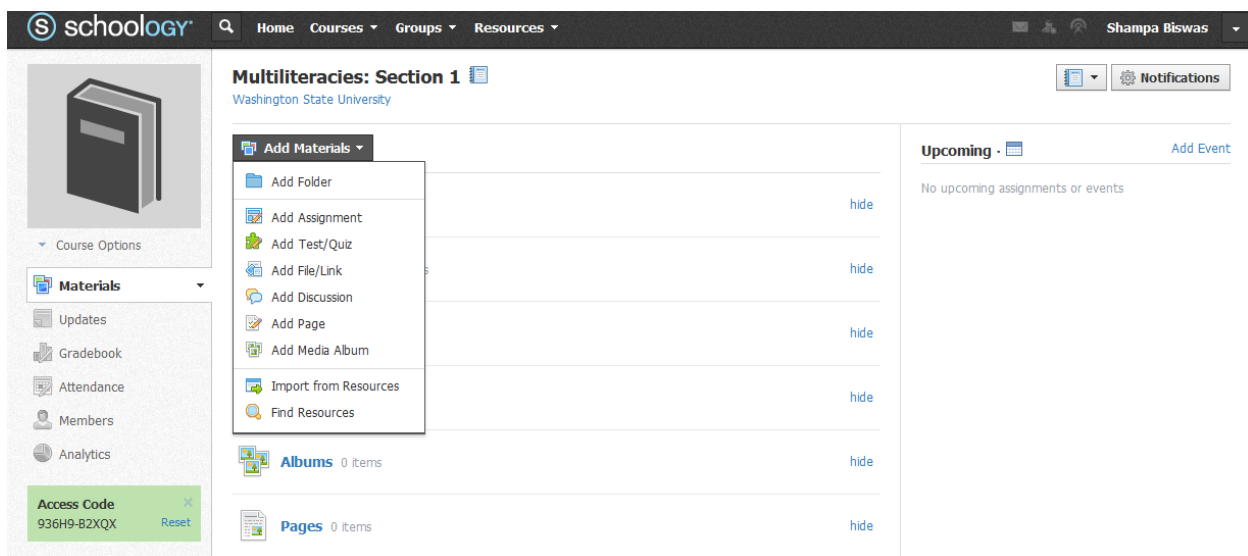 schoology Home Courses Groups Resources Shampa Biswas
Multiliteracies: Section 1
Washington State University
Notifications
Course Options
Materials
Updates
Gradebook
Attendance
Members
Analytics
Access Code
936H9-B2XQX Reset
Add Materials
Add Folder
Add Assignment
Add Test/Quiz
Add File/Link
Add Discussion
Add Page
Add Media Album
Import from Resources
Find Resources
hide
hide
hide
hide
Albums 0 items hide
Pages 0 items hide
Upcoming · Add Event
No upcoming assignments or events